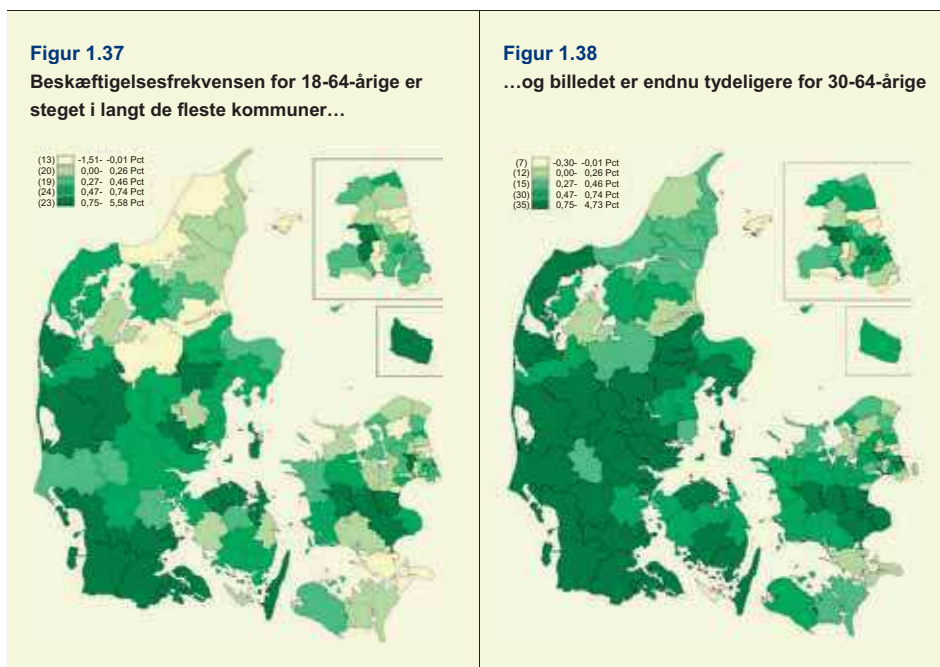 Figur 1.37
Beskæftigelsesfrekvensen for 18-64-årige er
steget i langt de fleste kommuner…
(13) -1,51- -0,01 Pct
(20) 0,00- 0,26 Pct
(19) 0,27- 0,46 Pct
(24) 0,47- 0,74 Pct
(23) 0,75- 5,58 Pct
Figur 1.38
…og billedet er endnu tydeligere for 30-64-årige
(7) -0,30- -0,01 Pct
(12) 0,00- 0,26 Pct
(15) 0,27- 0,46 Pct
(30) 0,47- 0,74 Pct
(35) 0,75- 4,73 Pct